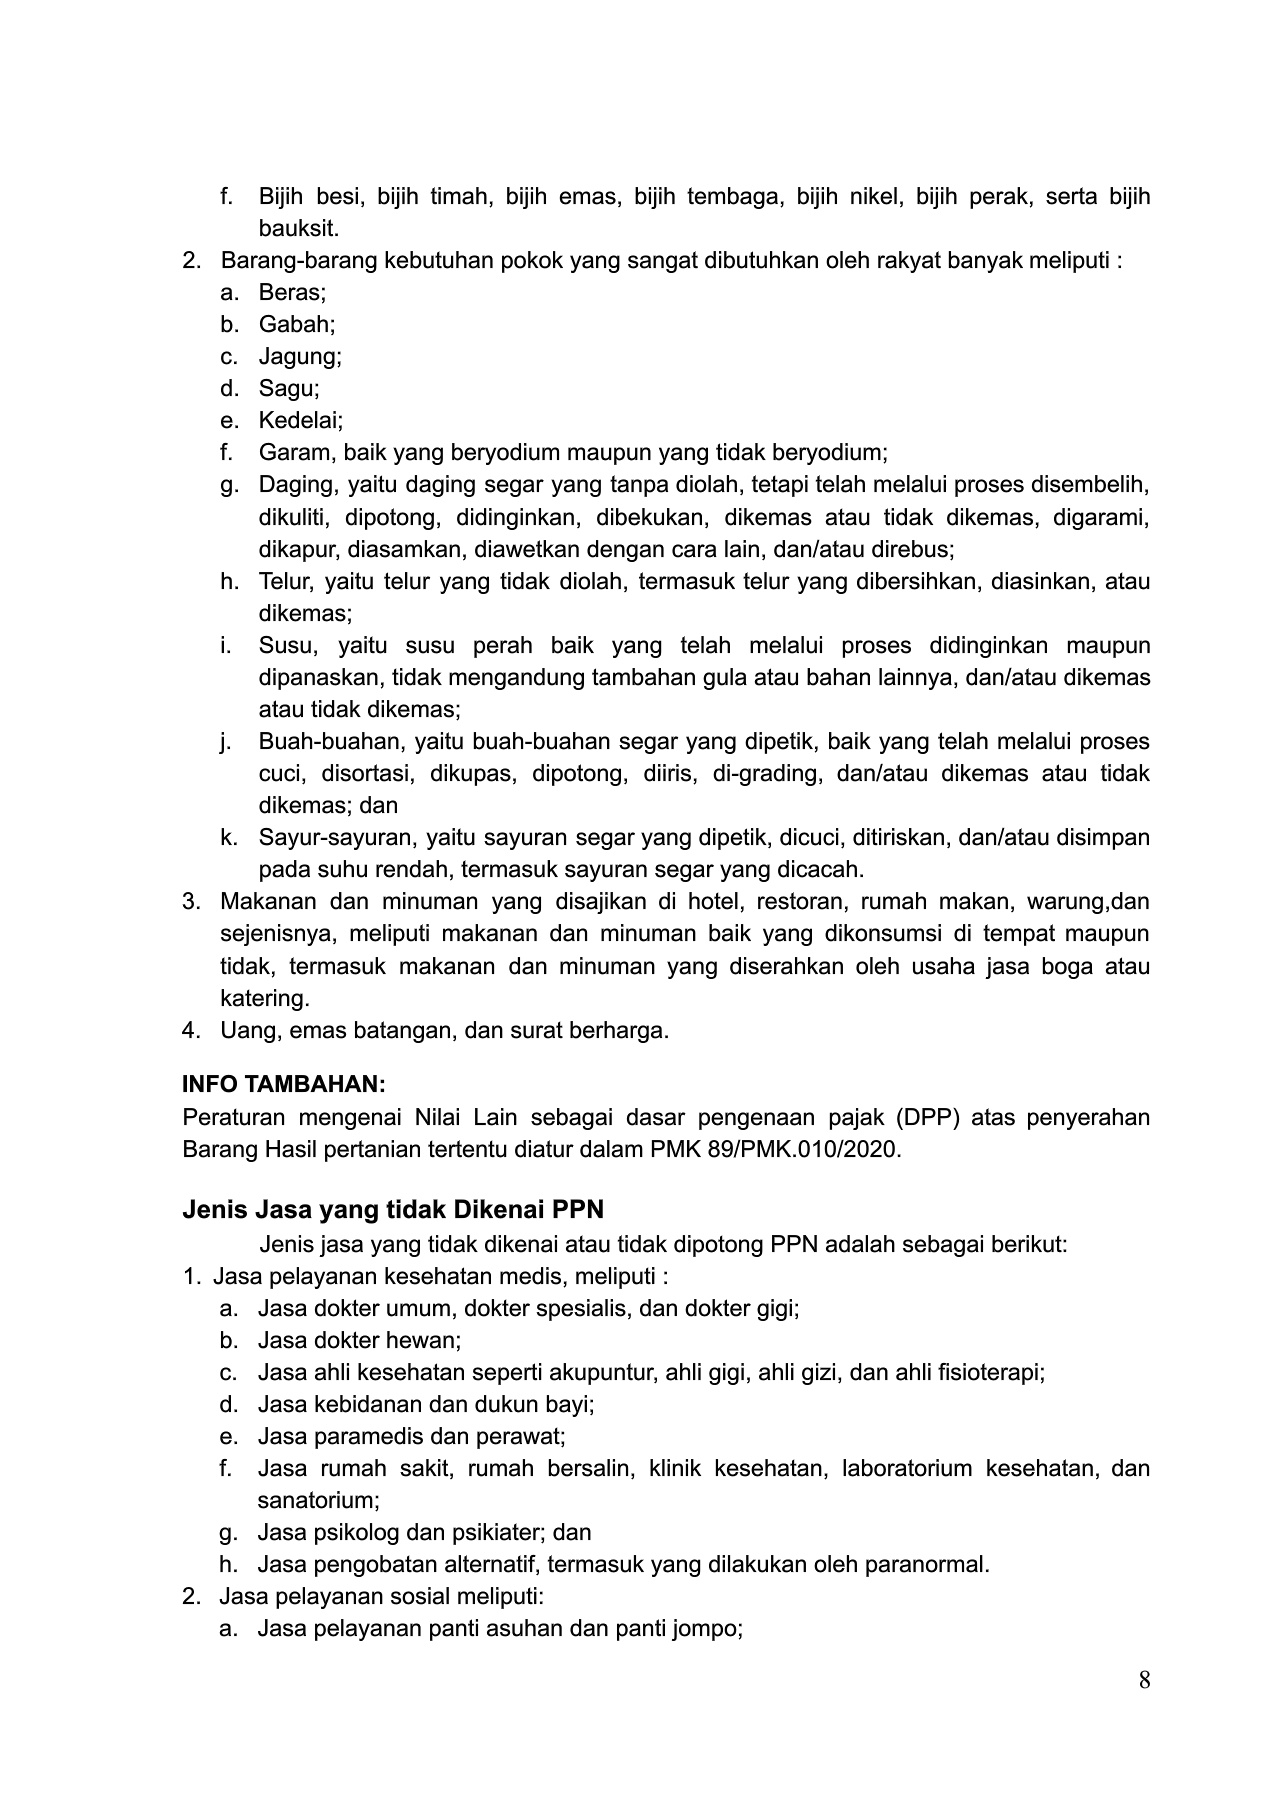 f. Bijih besi, bijih timah, bijih emas, bijih tembaga, bijih nikel, bijih perak, serta bijih
bauksit.
2. Barang-barang kebutuhan pokok yang sangat dibutuhkan oleh rakyat banyak meliputi :
a. Beras;
b. Gabah;
c. Jagung;
d. Sagu;
e. Kedelai;
f. Garam, baik yang beryodium maupun yang tidak beryodium;
g. Daging, yaitu daging segar yang tanpa diolah, tetapi telah melalui proses disembelih,
dikuliti, dipotong, didinginkan, dibekukan, dikemas atau tidak dikemas, digarami,
dikapur, diasamkan, diawetkan dengan cara lain, dan/atau direbus;
h. Telur, yaitu telur yang tidak diolah, termasuk telur yang dibersihkan, diasinkan, atau
dikemas;
i. Susu, yaitu susu perah baik yang telah melalui proses didinginkan maupun
dipanaskan, tidak mengandung tambahan gula atau bahan lainnya, dan/atau dikemas
atau tidak dikemas;
j. Buah-buahan, yaitu buah-buahan segar yang dipetik, baik yang telah melalui proses
cuci, disortasi, dikupas, dipotong, diiris, di-grading, dan/atau dikemas atau tidak
dikemas; dan
k. Sayur-sayuran, yaitu sayuran segar yang dipetik, dicuci, ditiriskan, dan/atau disimpan
pada suhu rendah, termasuk sayuran segar yang dicacah.
3. Makanan dan minuman yang disajikan di hotel, restoran, rumah makan, warung,dan
sejenisnya, meliputi makanan dan minuman baik yang dikonsumsi di tempat maupun
tidak, termasuk makanan dan minuman yang diserahkan oleh usaha jasa boga atau
katering.
4. Uang, emas batangan, dan surat berharga.
INFO TAMBAHAN:
Peraturan mengenai Nilai Lain sebagai dasar pengenaan pajak (DPP) atas penyerahan
Barang Hasil pertanian tertentu diatur dalam PMK 89/PMK.010/2020.
Jenis Jasa yang tidak Dikenai PPN
Jenis jasa yang tidak dikenai atau tidak dipotong PPN adalah sebagai berikut:
1. Jasa pelayanan kesehatan medis, meliputi :
a. Jasa dokter umum, dokter spesialis, dan dokter gigi;
b. Jasa dokter hewan;
c. Jasa ahli kesehatan seperti akupuntur, ahli gigi, ahli gizi, dan ahli fisioterapi;
d. Jasa kebidanan dan dukun bayi;
e. Jasa paramedis dan perawat;
f. Jasa rumah sakit, rumah bersalin, klinik kesehatan, laboratorium kesehatan, dan
sanatorium;
g. Jasa psikolog dan psikiater; dan
h. Jasa pengobatan alternatif, termasuk yang dilakukan oleh paranormal.
2. Jasa pelayanan sosial meliputi:
a. Jasa pelayanan panti asuhan dan panti jompo;
8